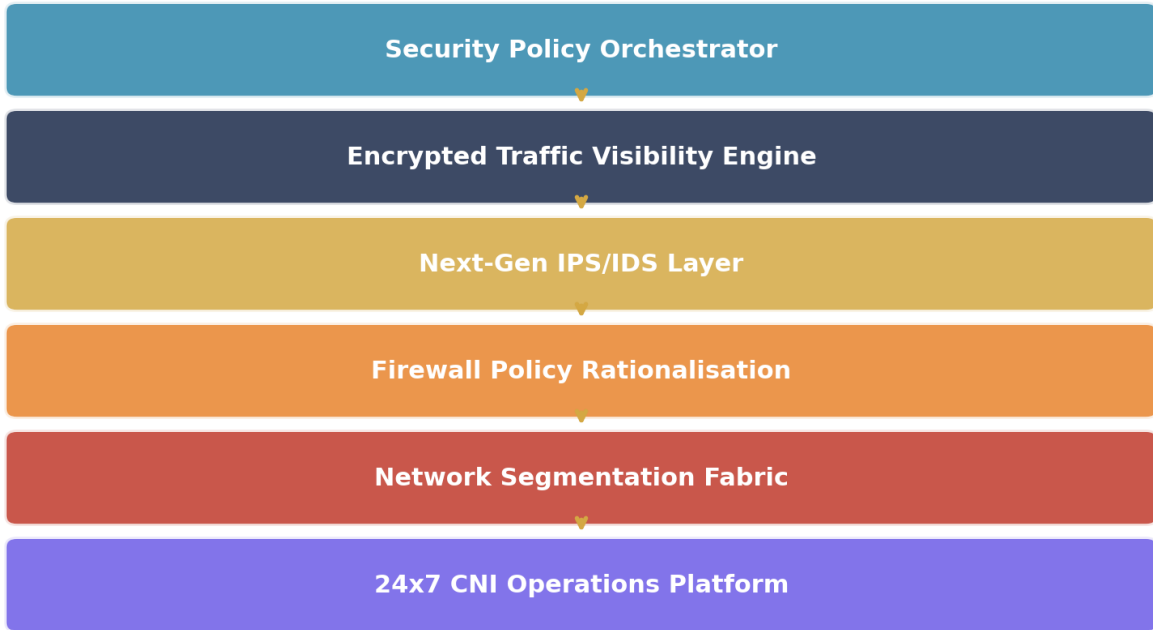 Security Policy Orchestrator
Encrypted Traffic Visibility Engine
Next-Gen IPS/IDS Layer
Firewall Policy Rationalisation
Network Segmentation Fabric
24x7 CNI Operations Platform